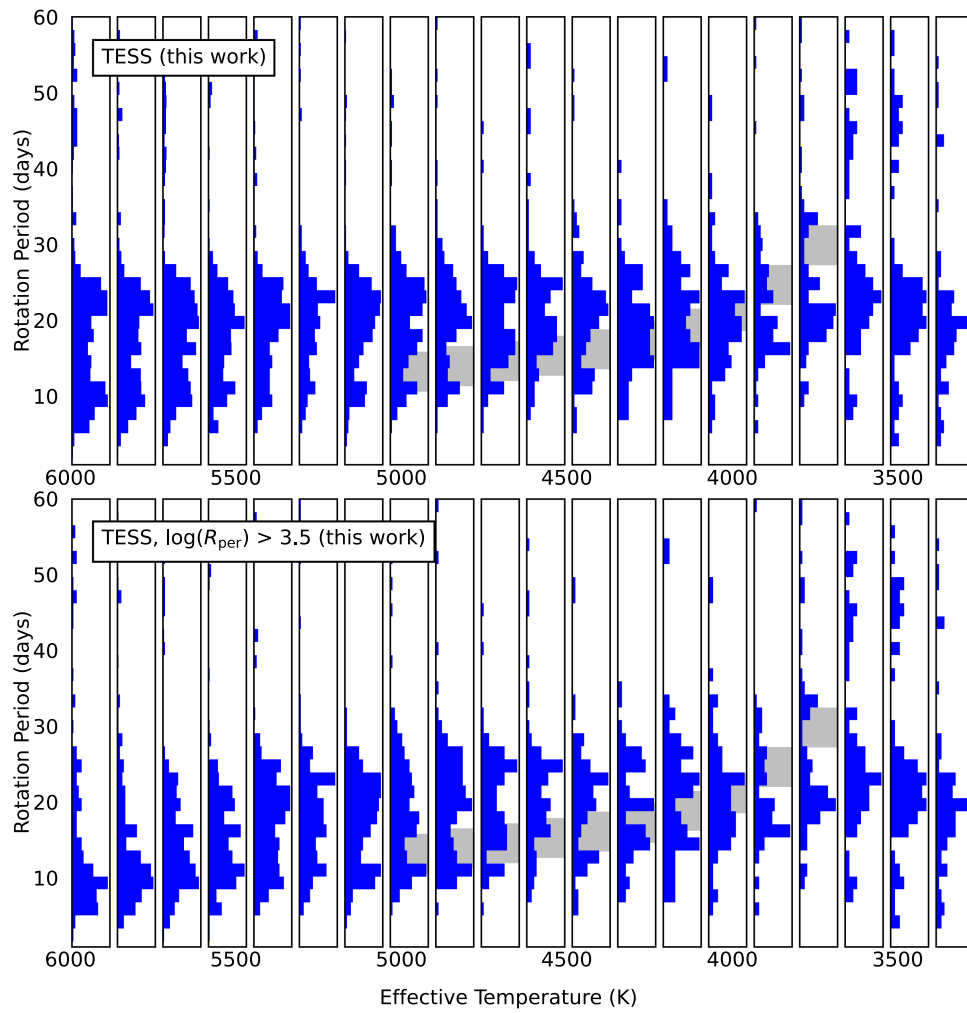 TESS (this work)
60
50
40
30
20
10
Rotation Period (days)
6000 5500 5000 4500 4000 3500
TESS, log(R_per) > 3.5 (this work)
60
50
40
30
20
10
Rotation Period (days)
6000 5500 5000 4500 4000 3500
Effective Temperature (K)